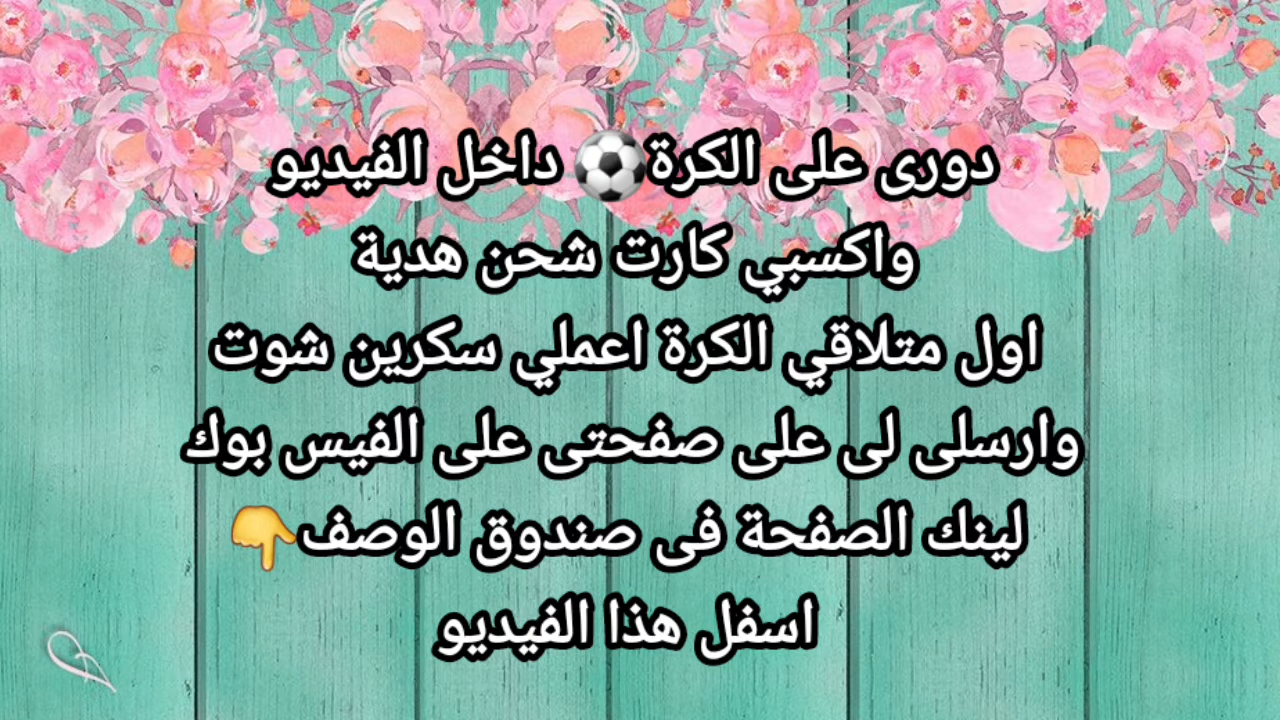 دورى على الكرة⚽ داخل الفيديو
واكسبي كارت شحن هدية
اول متلاقي الكرة اعملي سكرين شوت
وارسلى لى على صفحتى على الفيس بوك
لينك الصفحة فى صندوق الوصف👇
اسفل هذا الفيديو